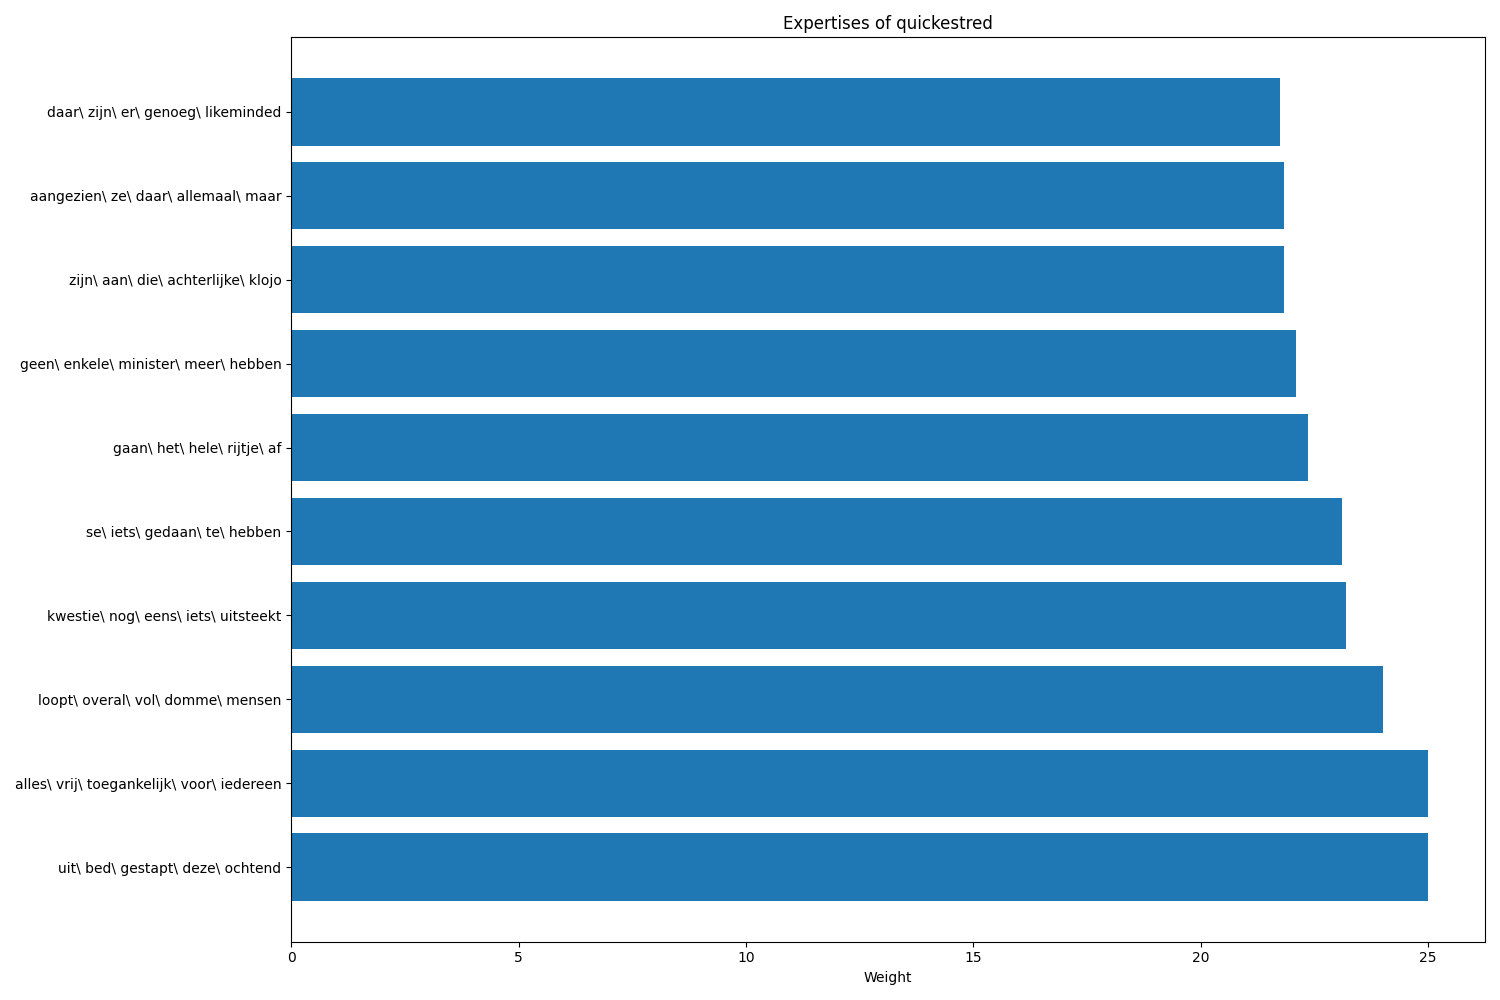 Expertises of quickestred
daar\ zijn\ er\ genoeg\ likeminded
aangezien\ ze\ daar\ allemaal\ maar
zijn\ aan\ die\ achterlijke\ klojo
geen\ enkele\ minister\ meer\ hebben
gaan\ het\ hele\ rijtje\ af
se\ iets\ gedaan\ te\ hebben
kwestie\ nog\ eens\ iets\ uitsteekt
loopt\ overal\ vol\ domme\ mensen
alles\ vrij\ toegankelijk\ voor\ iedereen
uit\ bed\ gestapt\ deze\ ochtend
0 5 10 15 20 25
Weight